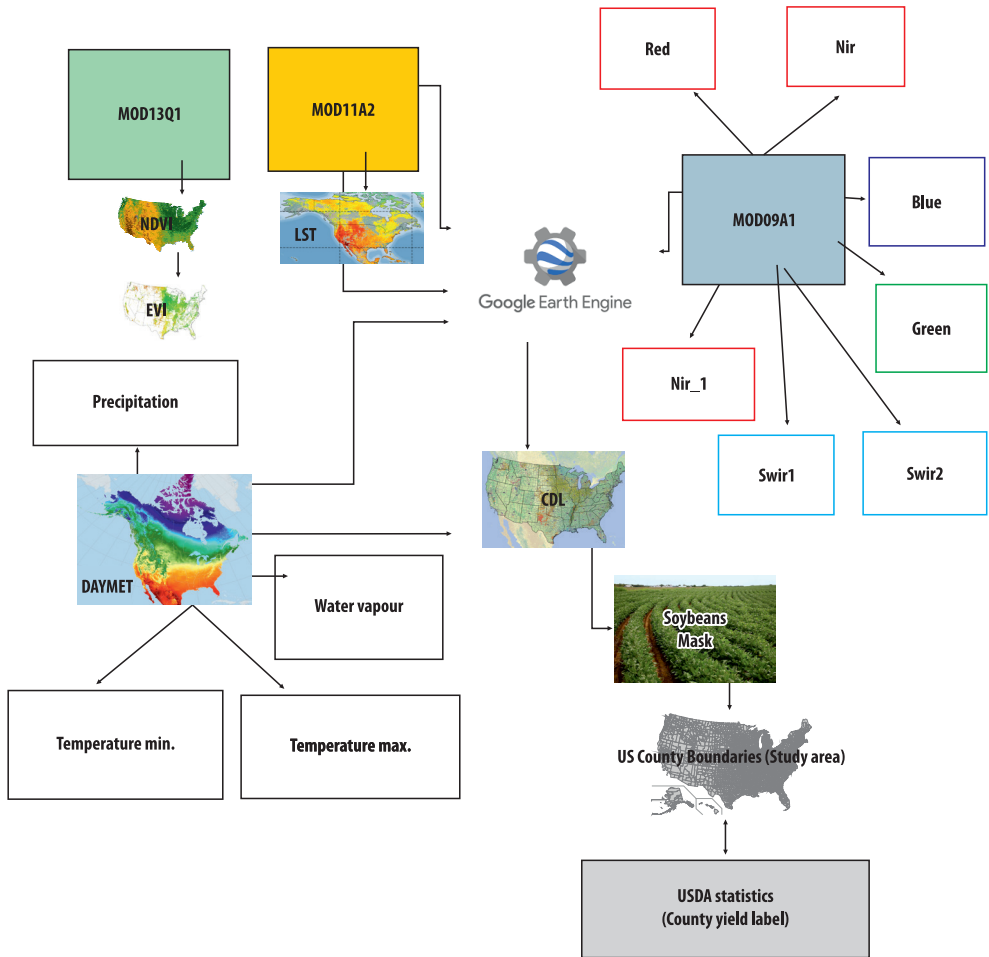 Red
Nir
MOD13Q1
MOD11A2
MOD09A1
Blue
NDVI
LST
Google Earth Engine
EVI
Green
Precipitation
Nir_1
Swir1
Swir2
CDL
DAYMET
Water vapour
Soybeans
Mask
Temperature min.
Temperature max.
US County Boundaries (Study area)
USDA statistics
(County yield label)